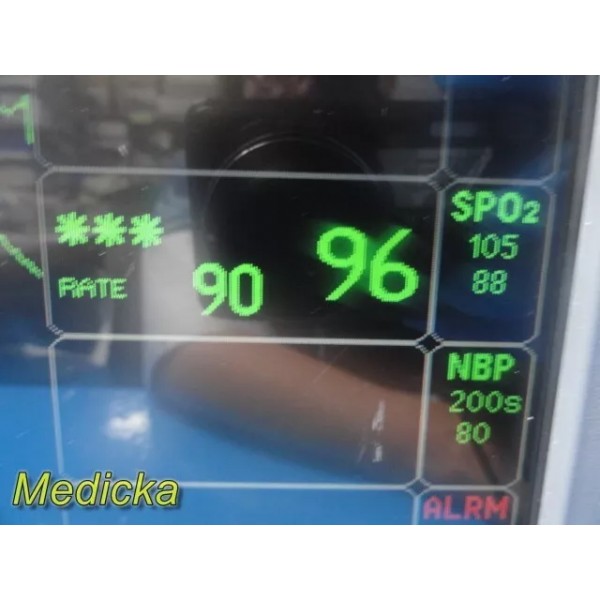 SPO2
105
88
***
RATE 90 96
NBP
200s
80
ALRM
Medicka